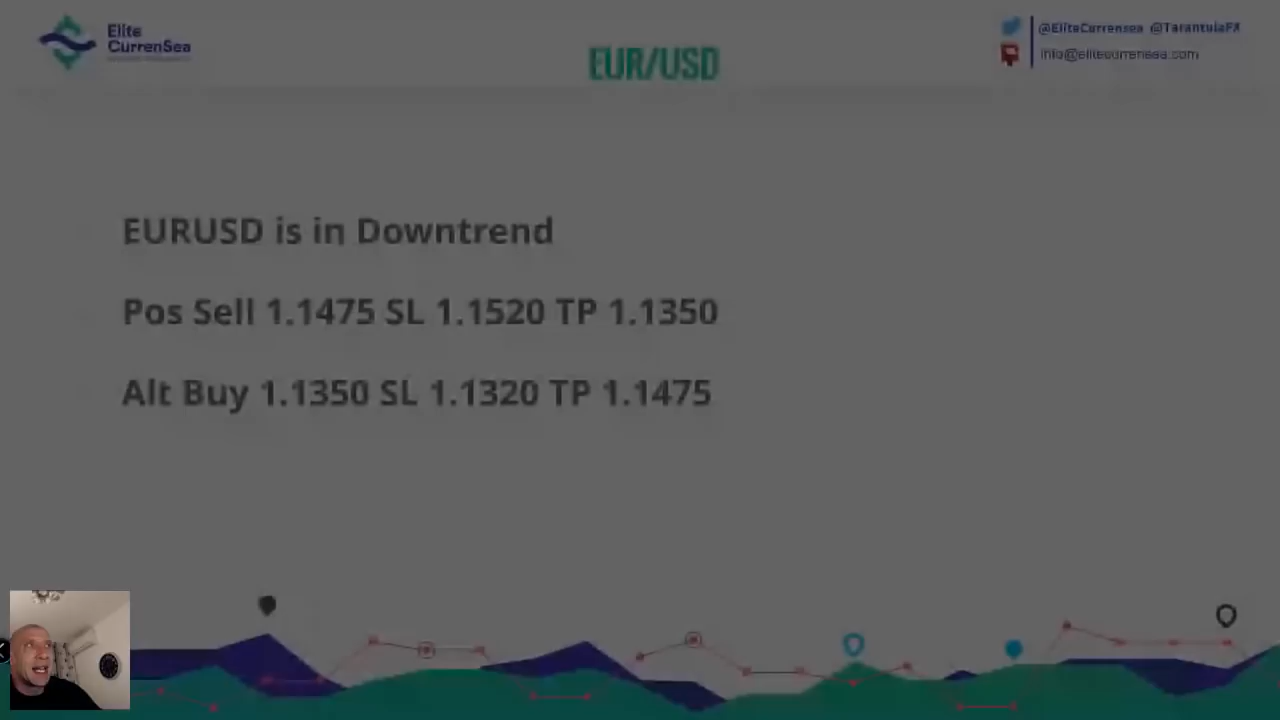 Elite
CurrenSea
@EliteCurrensea @TarantulaFX
info@elitecurrensea.com
EUR/USD
EURUSD is in Downtrend
Pos Sell 1.1475 SL 1.1520 TP 1.1350
Alt Buy 1.1350 SL 1.1320 TP 1.1475